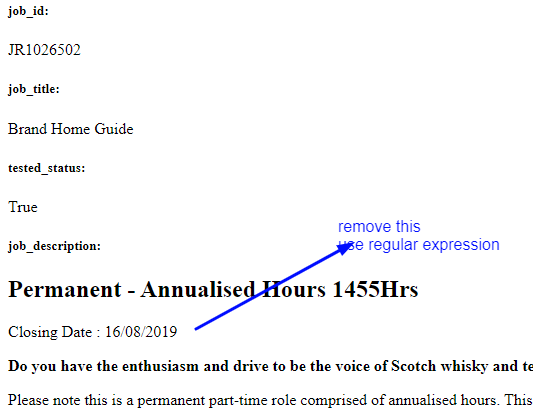 job_id:
JR1026502
job_title:
Brand Home Guide
tested_status:
True
remove this
use regular expression
job_description:
Permanent - Annualised Hours 1455Hrs
Closing Date : 16/08/2019
Do you have the enthusiasm and drive to be the voice of Scotch whisky and te
Please note this is a permanent part-time role comprised of annualised hours. This